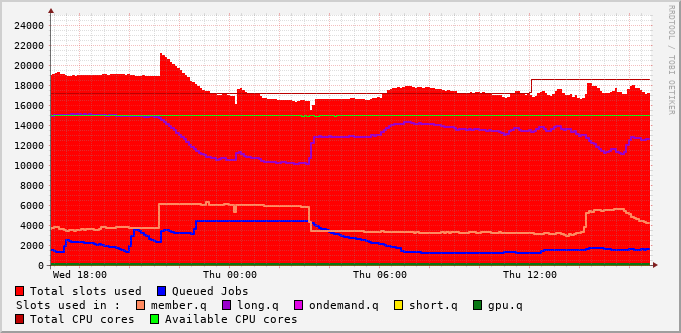 24000
22000
20000
18000
16000
14000
12000
10000
8000
6000
4000
2000
0
Wed 18:00 Thu 00:00 Thu 06:00 Thu 12:00
Total slots used Queued Jobs
Slots used in : member.q long.q ondemand.q short.q gpu.q
Total CPU cores Available CPU cores
RRDTOOL / TOBI OETIKER